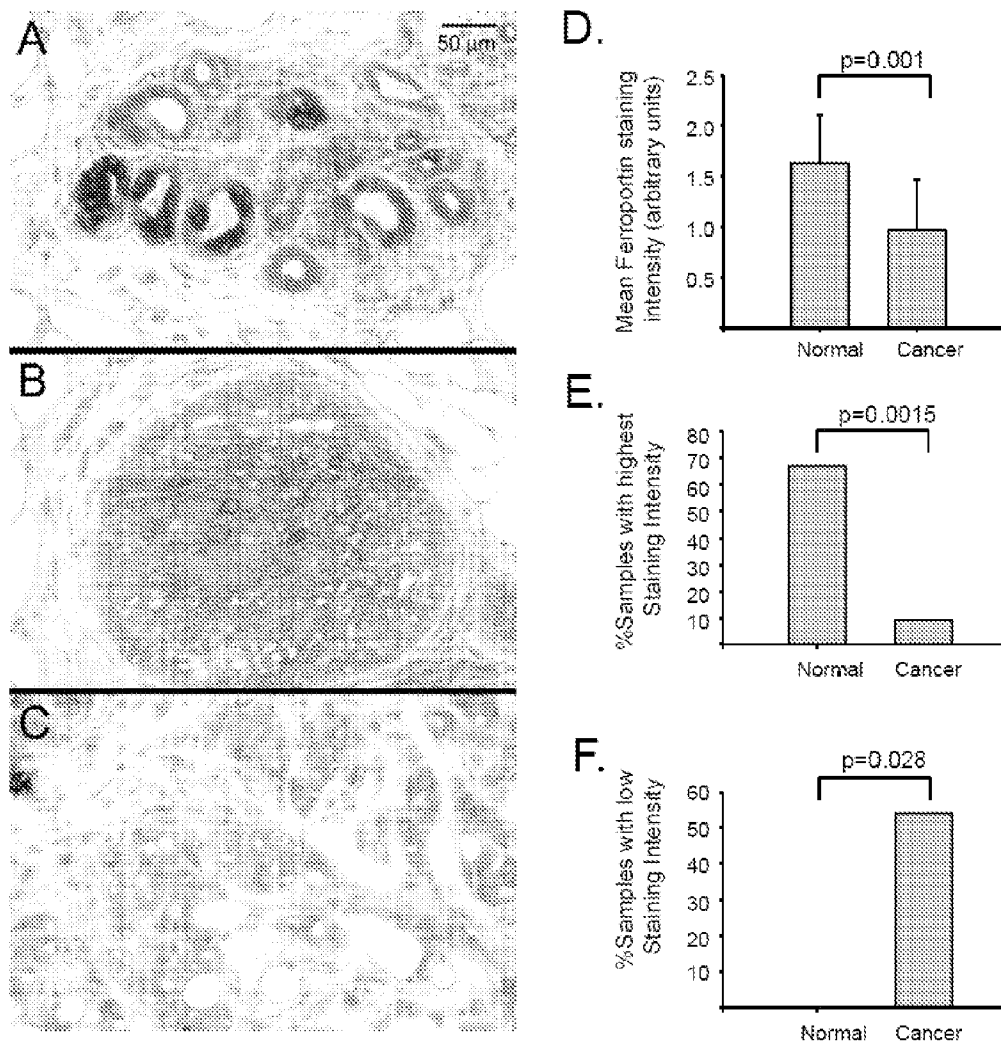 A
50 µm
B
C
D.
p=0.001
Mean Ferroportin staining
intensity (arbitrary units)
2.5
2.0
1.5
1.0
0.5
Normal
Cancer
E.
p=0.0015
%Samples with highest
Staining Intensity
80
70
60
50
40
30
20
10
Normal
Cancer
F.
p=0.028
%Samples with low
Staining Intensity
60
50
40
30
20
10
Normal
Cancer